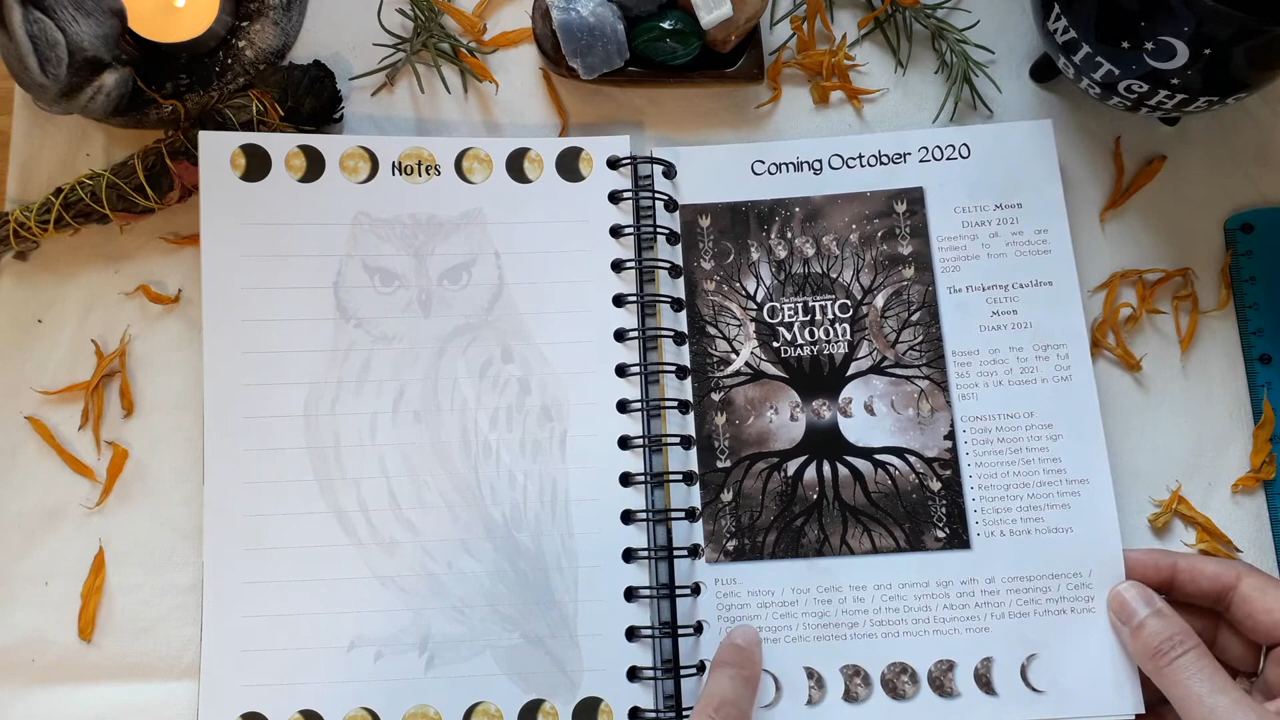 WITCHES
BREW
Notes
Coming October 2020
The Flickering Cauldron
CELTIC
Moon
DIARY 2021
CELTIC Moon
DIARY 2021
Greetings all, we are
thrilled to introduce,
available from October
2020
The Flickering Cauldron
CELTIC
Moon
DIARY 2021
Based on the Ogham
Tree zodiac for the full
365 days of 2021. Our
book is UK based in GMT
(BST)
CONSISTING OF:
• Daily Moon phase
• Daily Moon star sign
• Sunrise/Set times
• Moonrise/Set times
• Void of Moon times
• Retrograde/direct times
• Planetary Moon times
• Eclipse dates/times
• Solstice times
• UK & Bank holidays
PLUS...
Celtic history / Your Celtic tree and animal sign with all correspondences /
Ogham alphabet / Tree of life / Celtic symbols and their meanings / Celtic
Paganism / Celtic magic / Home of the Druids / Alban Arthan / Celtic mythology
/ dragons / Stonehenge / Sabbats and Equinoxes / Full Elder Futhark Runic
Other Celtic related stories and much much, more.